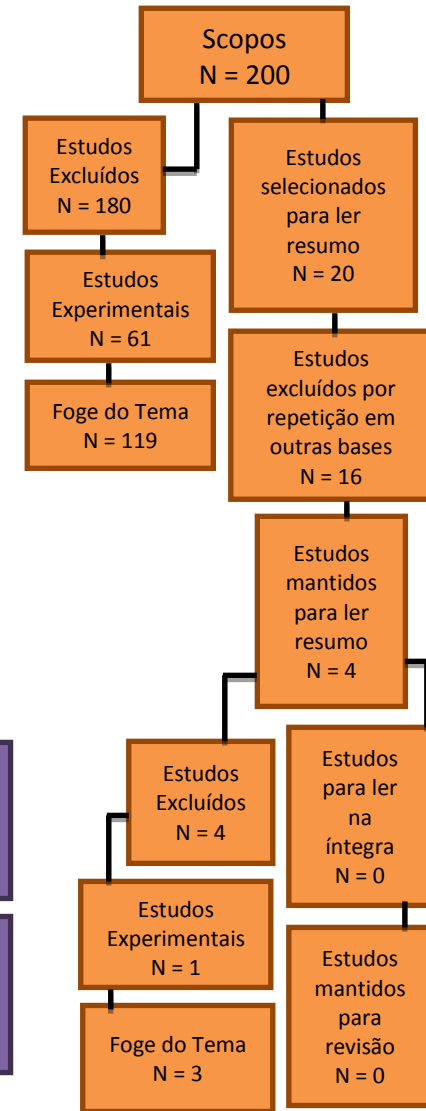 Scopos
N = 200
Estudos
Excluídos
N = 180
Estudos
Experimentais
N = 61
Foge do Tema
N = 119
Estudos
selecionados
para ler
resumo
N = 20
Estudos
excluídos por
repetição em
outras bases
N = 16
Estudos
mantidos
para ler
resumo
N = 4
Estudos
Excluídos
N = 4
Estudos
Experimentais
N = 1
Foge do Tema
N = 3
Estudos
para ler
na
íntegra
N = 0
Estudos
mantidos
para
revisão
N = 0